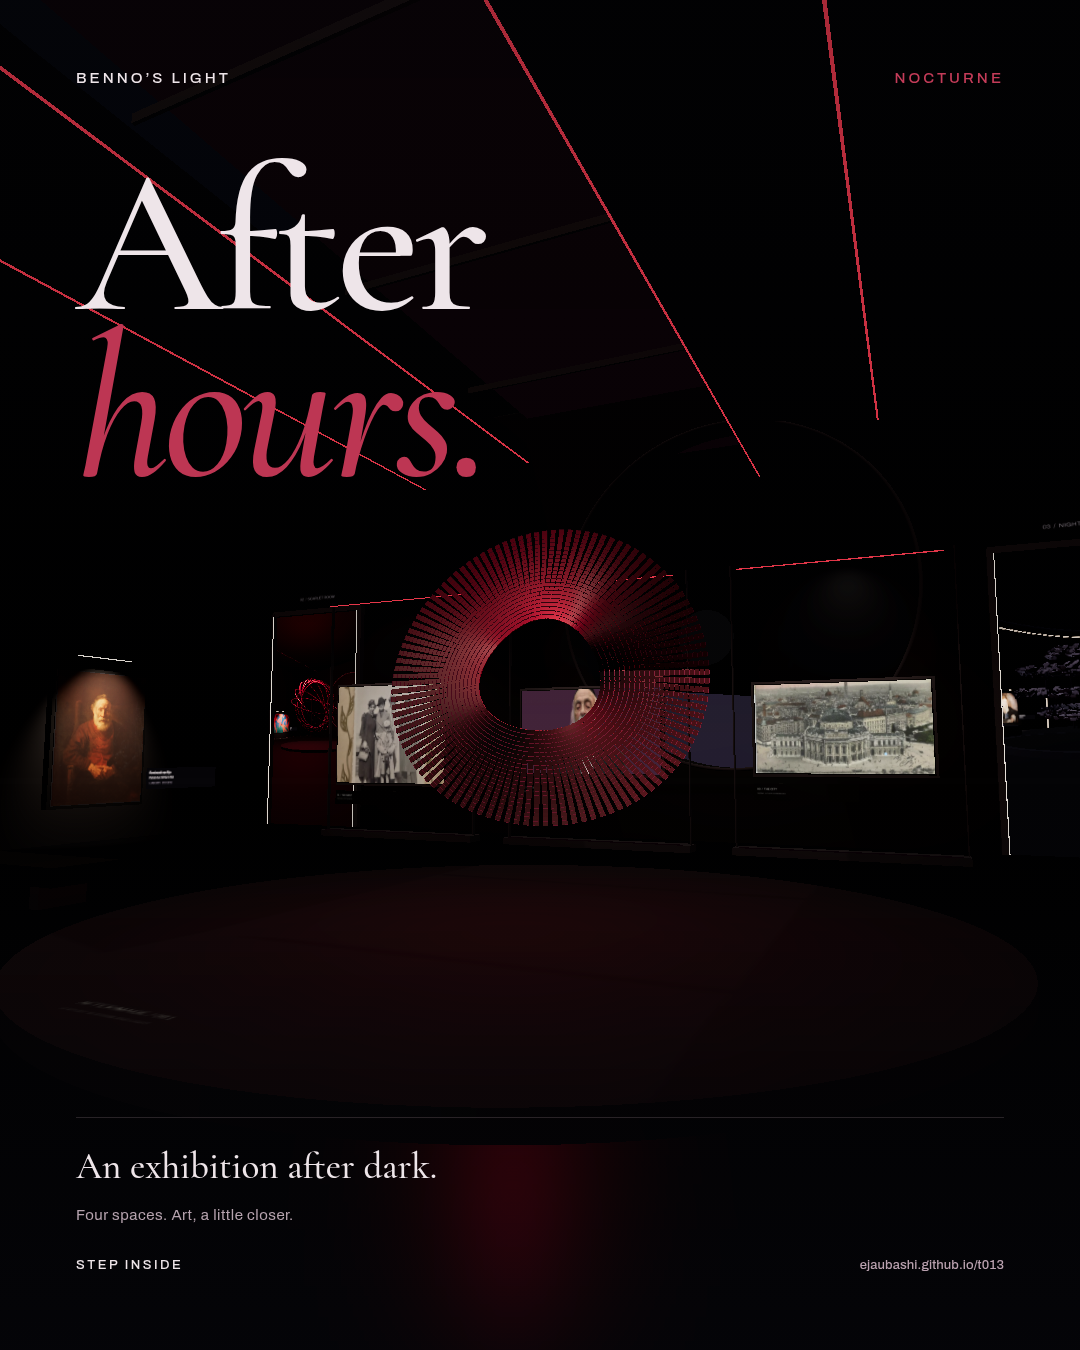 BENNO’S LIGHT
NOCTURNE
After
hours.
An exhibition after dark.
Four spaces. Art, a little closer.
STEP INSIDE
ejaubashi.github.io/t013